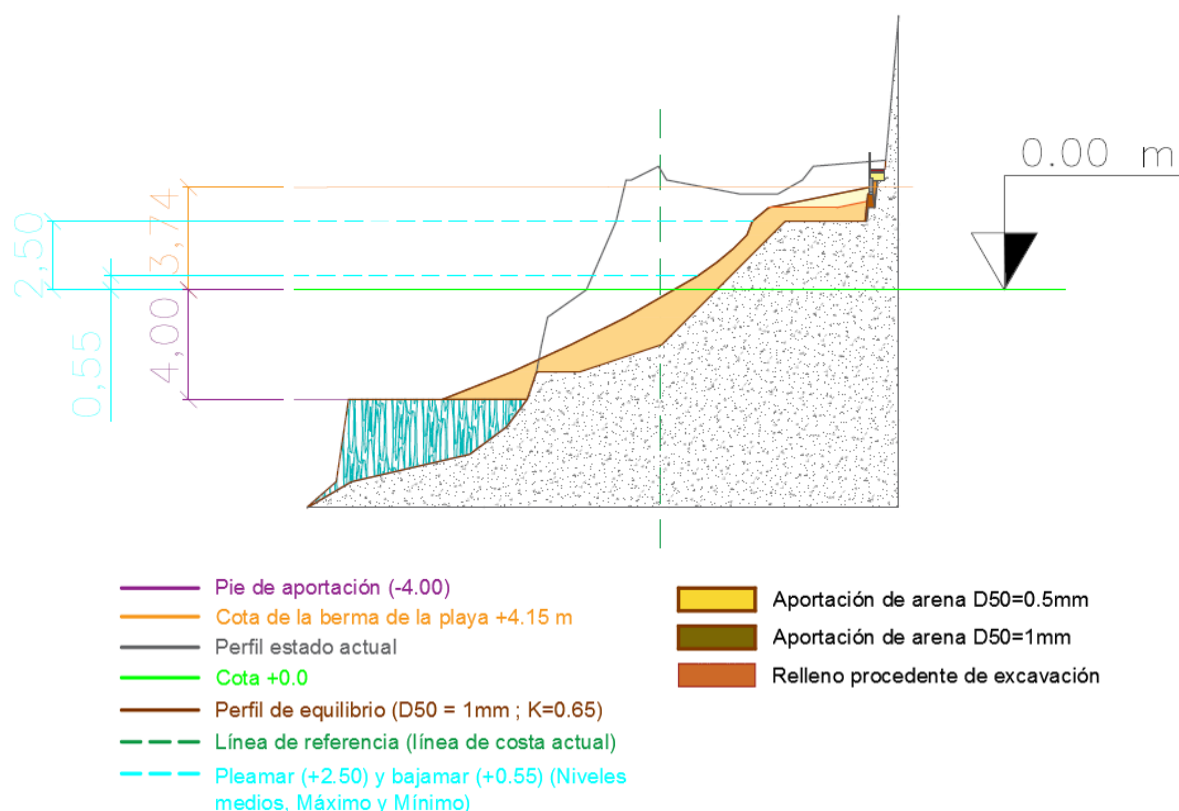 0.00 m
3,74
2,50
4,00
0,55
Pie de aportación (-4.00)
Cota de la berma de la playa +4.15 m
Perfil estado actual
Cota +0.0
Perfil de equilibrio (D50 = 1mm ; K=0.65)
Línea de referencia (línea de costa actual)
Pleamar (+2.50) y bajamar (+0.55) (Niveles
medios, Máximo y Mínimo)
Aportación de arena D50=0.5mm
Aportación de arena D50=1mm
Relleno procedente de excavación